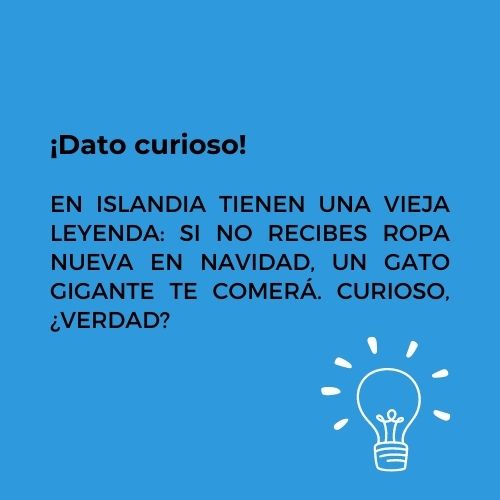 ¡Dato curioso!
EN ISLANDIA TIENEN UNA VIEJA
LEYENDA: SI NO RECIBES ROPA
NUEVA EN NAVIDAD, UN GATO
GIGANTE TE COMERÁ. CURIOSO,
¿VERDAD?